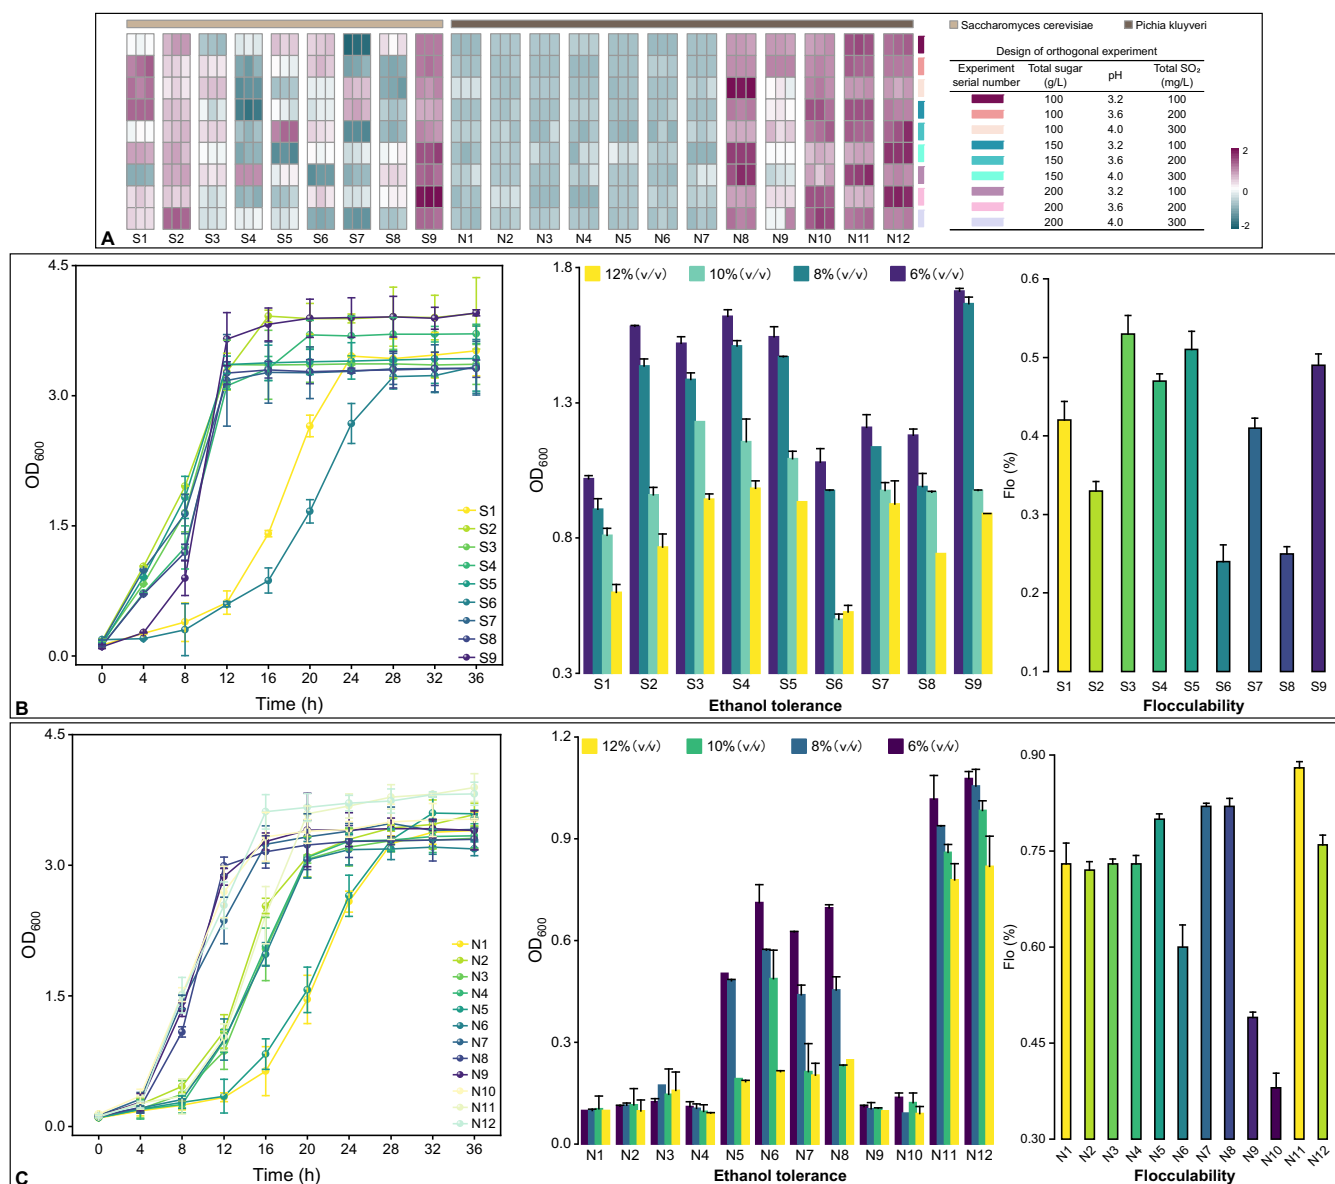 Saccharomyces cerevisiae
Pichia kluyveri
Design of orthogonal experiment
Experiment serial number Total sugar (g/L) pH Total SO₂ (mg/L)
100 3.2 100
100 3.6 200
100 4.0 300
150 3.2 100
150 3.6 200
150 4.0 300
200 3.2 100
200 3.6 200
200 4.0 300
2
1
0
-1
-2
S1 S2 S3 S4 S5 S6 S7 S8 S9 N1 N2 N3 N4 N5 N6 N7 N8 N9 N10 N11 N12
A
OD600
4.5
3.0
1.5
0.0
0 4 8 12 16 20 24 28 32 36
Time (h)
S1
S2
S3
S4
S5
S6
S7
S8
S9
B
12%(v/v) 10%(v/v) 8%(v/v) 6%(v/v)
OD600
1.8
1.3
0.8
0.3
S1 S2 S3 S4 S5 S6 S7 S8 S9
Ethanol tolerance
Flo (%)
0.6
0.5
0.4
0.3
0.2
0.1
S1 S2 S3 S4 S5 S6 S7 S8 S9
Flocculability
OD600
4.5
3.0
1.5
0.0
0 4 8 12 16 20 24 28 32 36
Time (h)
N1
N2
N3
N4
N5
N6
N7
N8
N9
N10
N11
N12
C
12%(v/v) 10%(v/v) 8%(v/v) 6%(v/v)
OD600
1.2
0.9
0.6
0.3
0.0
N1 N2 N3 N4 N5 N6 N7 N8 N9 N10 N11 N12
Ethanol tolerance
Flo (%)
0.90
0.75
0.60
0.45
0.30
N1 N2 N3 N4 N5 N6 N7 N8 N9 N10 N11 N12
Flocculability